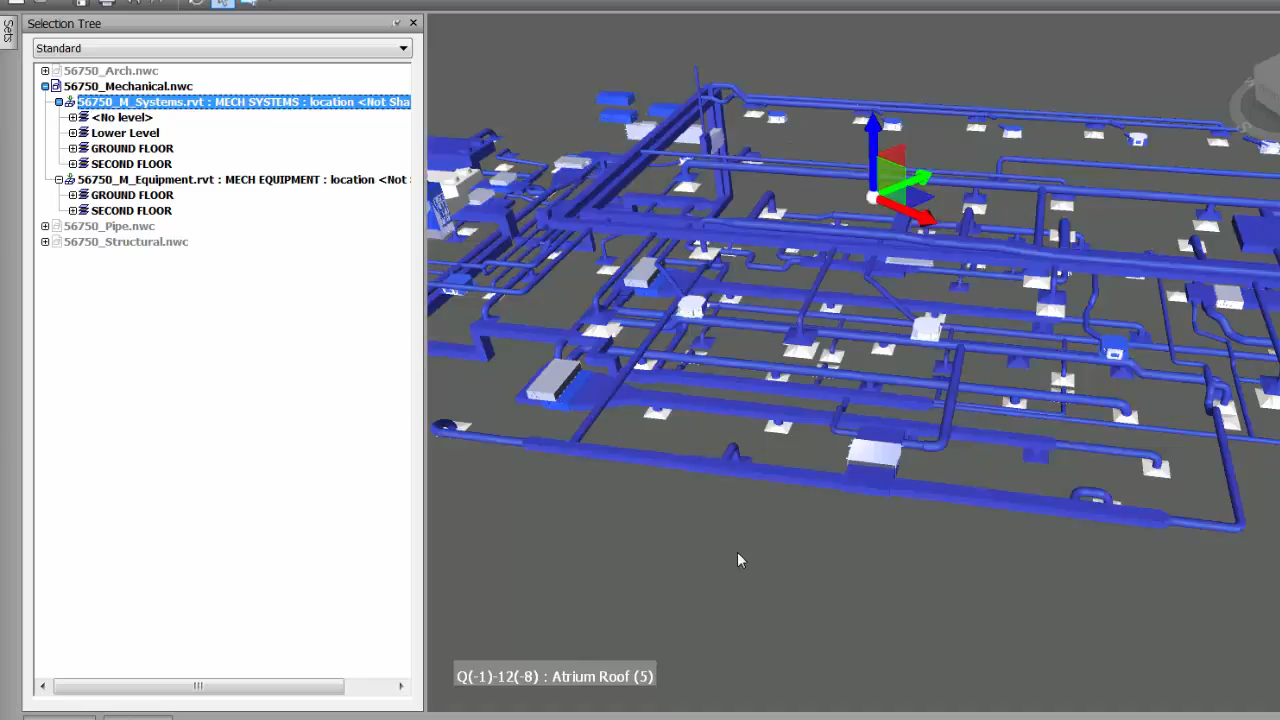 Sets
Selection Tree
Standard
56750_Arch.nwc
56750_Mechanical.nwc
56750_M_Systems.rvt : MECH SYSTEMS : location <Not Sha
<No level>
Lower Level
GROUND FLOOR
SECOND FLOOR
56750_M_Equipment.rvt : MECH EQUIPMENT : location <Not
GROUND FLOOR
SECOND FLOOR
56750_Pipe.nwc
56750_Structural.nwc
Q(-1)-12(-8) : Atrium Roof (5)